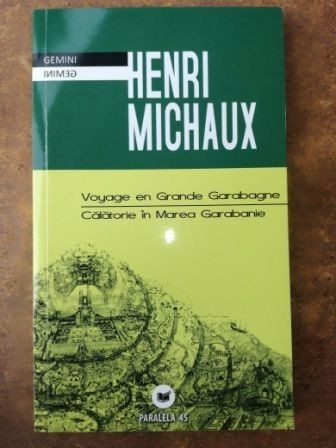 GEMINI
GEMINI
HENRI
MICHAUX
Voyage en Grande Garabagne
Călătorie în Marea Garabanie
PARALELA 45